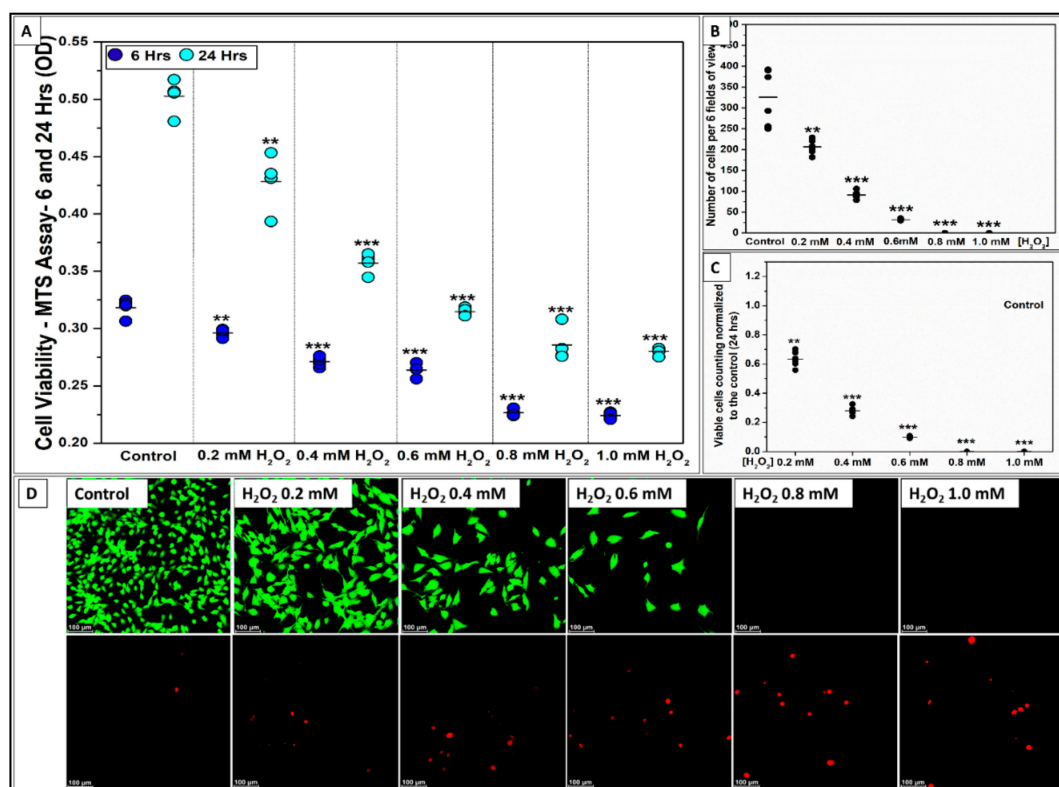 A
Cell Viability - MTS Assay- 6 and 24 Hrs (OD)
6 Hrs 24 Hrs
0.55
0.50
0.45
0.40
0.35
0.30
0.25
0.20
**
***
***
***
***
**
***
***
***
***
Control 0.2 mM H₂O₂ 0.4 mM H₂O₂ 0.6 mM H₂O₂ 0.8 mM H₂O₂ 1.0 mM H₂O₂
B
Number of cells per 6 fields of view
500
450
400
350
300
250
200
150
100
50
0
**
***
***
***
***
Control 0.2 mM 0.4 mM 0.6mM 0.8 mM 1.0 mM [H₂O₂]
C
Viable cells counting normalized
to the control (24 hrs)
1.2
1.0
0.8
0.6
0.4
0.2
0.0
Control
**
***
***
***
***
[H₂O₂] 0.2 mM 0.4 mM 0.6 mM 0.8 mM 1.0 mM
D
Control H₂O₂ 0.2 mM H₂O₂ 0.4 mM H₂O₂ 0.6 mM H₂O₂ 0.8 mM H₂O₂ 1.0 mM
100 µm 100 µm 100 µm 100 µm 100 µm 100 µm
100 µm 100 µm 100 µm 100 µm 100 µm 100 µm